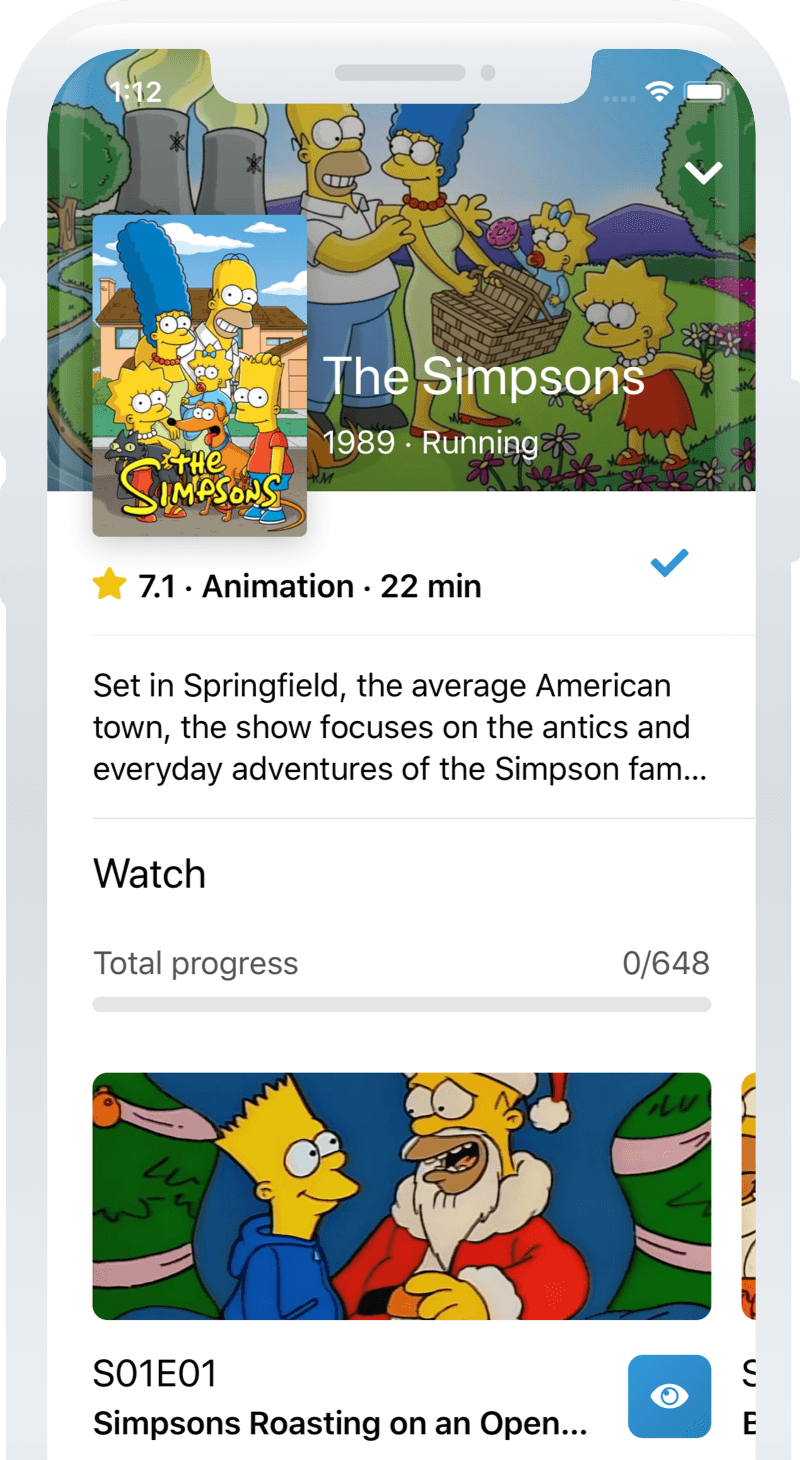 1:12
The Simpsons
1989 · Running
THE
SIMPSONS
7.1 · Animation · 22 min
Set in Springfield, the average American
town, the show focuses on the antics and
everyday adventures of the Simpson fam...
Watch
Total progress 0/648
S01E01
Simpsons Roasting on an Open...